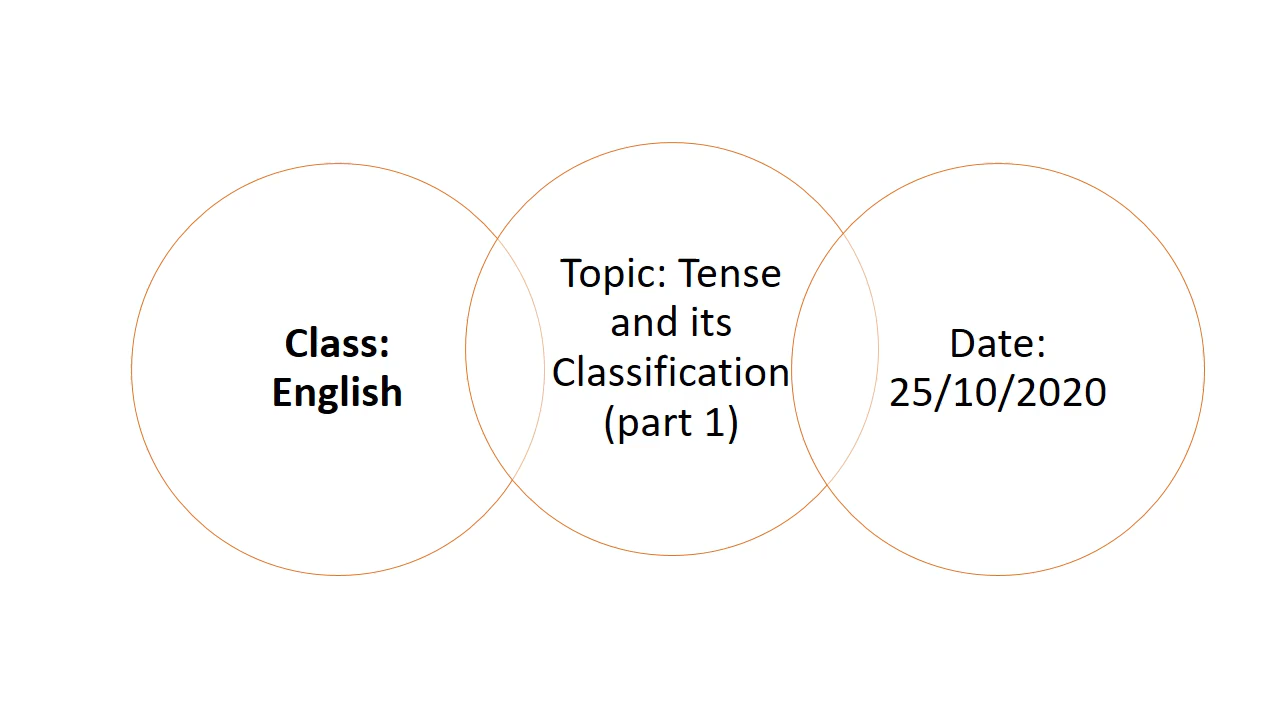 Class:
English
Topic: Tense
and its
Classification
(part 1)
Date:
25/10/2020